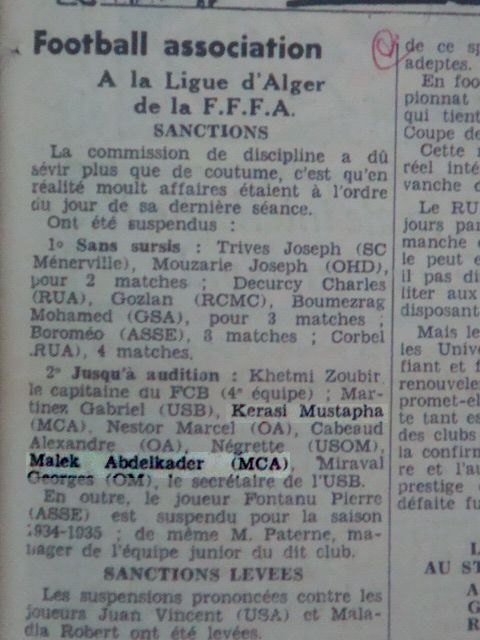 Football association
A la Ligue d'Alger
de la F.F.F.A.
SANCTIONS
La commission de discipline a dû
sévir plus que de coutume, c'est qu'en
réalité moult affaires étaient à l'ordre
du jour de sa dernière séance.
Ont été suspendus :
1º Sans sursis : Trives Joseph (SC
Ménerville), Mouzarie Joseph (OHD),
pour 2 matches ; Decurcy Charles
(RUA), Gozlan (RCMC), Boumezrag
Mohamed (GSA), pour 3 matches ;
Boroméo (ASSE), 3 matches ; Corbel
RUA), 4 matches.
2º Jusqu'à audition : Khetmi Zoubir
le capitaine du FCB (4º équipe) ; Mar-
tinez Gabriel (USB), Kerasi Mustapha
(MCA), Nestor Marcel (OA), Cabeaud
Alexandre (OA), Négrette (USOM),
Malek Abdelkader (MCA), Miraval
Georges (OM), le secrétaire de l'USB.
En outre, le joueur Fontanu Pierre
(ASSE) est suspendu pour la saison
1934-1935 ; de même M. Paterne, ma-
nager de l'équipe junior du dit club.
SANCTIONS LEVEES
Les suspensions prononcées contre les
joueurs Juan Vincent (USA) et Mala-
dia Robert ont été levées.
de ce sp
adeptes.
En foo
pionnat
qui tient
Coupe de
Cette
réel inté
vanche d
Le RU
jours par
manche
le peut e
il pas di
liter aux
disposant
Mais le
les Unive
fiant et f
renouvele
promet-el
te tant es
des clubs
la confirm
re et l'au
prestige
défaite fu
AU ST